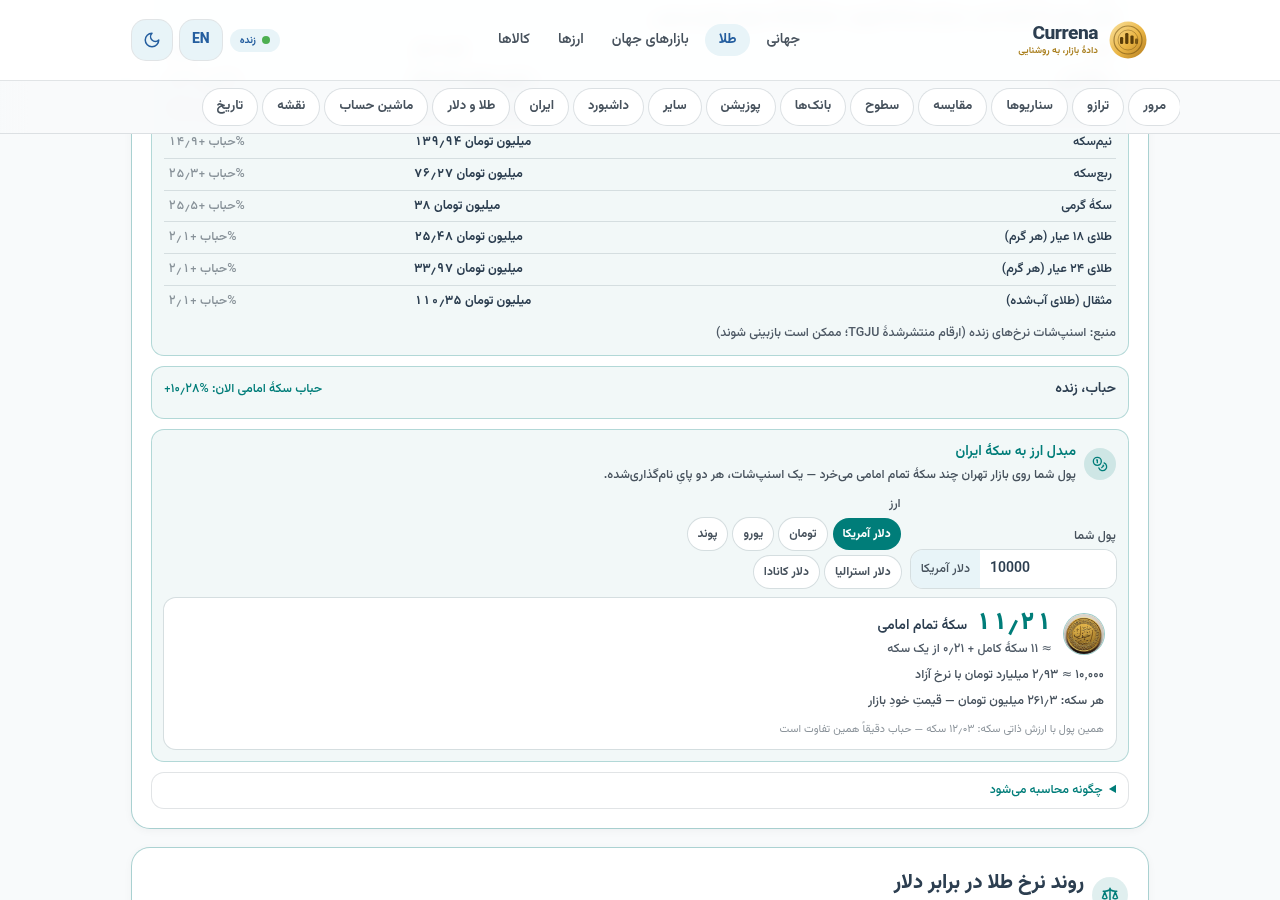 Currena
دادهٔ بازار، به روشنایی
جهانی
طلا
بازارهای جهان
ارزها
کالاها
زنده
EN
مرور
ترازو
سناریوها
مقایسه
سطوح
بانک‌ها
پوزیشن
سایر
داشبورد
ایران
طلا و دلار
ماشین حساب
نقشه
تاریخ
نیم‌سکه ۱۳۹٫۹۴ میلیون تومان حباب +۱۴٫۹%
ربع‌سکه ۷۶٫۲۷ میلیون تومان حباب +۲۵٫۳%
سکهٔ گرمی ۳۸ میلیون تومان حباب +۲۵٫۵%
طلای ۱۸ عیار (هر گرم) ۲۵٫۴۸ میلیون تومان حباب +۲٫۱%
طلای ۲۴ عیار (هر گرم) ۳۳٫۹۷ میلیون تومان حباب +۲٫۱%
مثقال (طلای آب‌شده) ۱۱۰٫۳۵ میلیون تومان حباب +۲٫۱%
منبع: اسنپ‌شات نرخ‌های زنده (ارقام منتشرشدهٔ TGJU؛ ممکن است بازبینی شوند)
حباب، زنده
حباب سکهٔ امامی الان: %۱۰٫۲۸+
مبدل ارز به سکهٔ ایران
پول شما روی بازار تهران چند سکهٔ تمام امامی می‌خرد — یک اسنپ‌شات، هر دو پایِ نام‌گذاری‌شده.
پول شما
10000 دلار آمریکا
ارز
دلار آمریکا
تومان
یورو
پوند
دلار استرالیا
دلار کانادا
۱۱٫۲۱ سکهٔ تمام امامی
≈ ۱۱ سکهٔ کامل + ۰٫۲۱ از یک سکه
۱۰٬۰۰۰ ≈ ۲٫۹۳ میلیارد تومان با نرخ آزاد
هر سکه: ۲۶۱٫۳ میلیون تومان — قیمتِ خودِ بازار
همین پول با ارزش ذاتی سکه: ۱۲٫۰۳ سکه — حباب دقیقاً همین تفاوت است
◀ چگونه محاسبه می‌شود
روند نرخ طلا در برابر دلار